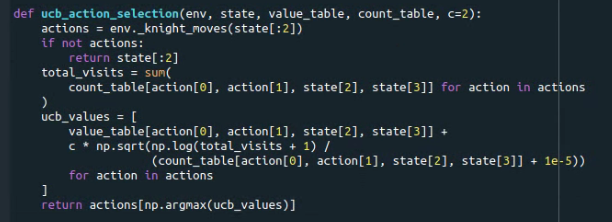 def ucb_action_selection(env, state, value_table, count_table, c=2):
    actions = env._knight_moves(state[:2])
    if not actions:
        return state[:2]
    total_visits = sum(
        count_table[action[0], action[1], state[2], state[3]] for action in actions
    )
    ucb_values = [
        value_table[action[0], action[1], state[2], state[3]] +
        c * np.sqrt(np.log(total_visits + 1) /
                    (count_table[action[0], action[1], state[2], state[3]] + 1e-5))
        for action in actions
    ]
    return actions[np.argmax(ucb_values)]